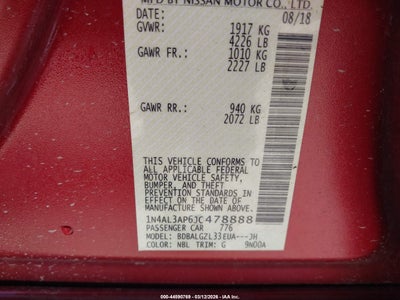 MFD BY NISSAN MOTOR CO., LTD.
DATE: 08/18
GVWR: 1917 KG
4226 LB
GAWR FR: 1010 KG
2227 LB
GAWR RR: 940 KG
2072 LB
THIS VEHICLE CONFORMS TO
ALL APPLICABLE FEDERAL
MOTOR VEHICLE SAFETY,
BUMPER, AND THEFT
PREVENTION STANDARDS
IN EFFECT ON THE DATE OF
MANUFACTURE SHOWN ABOVE.
1N4AL3AP6JC478888
PASSENGER CAR 776
MODEL: BDBALGZL33EUA---JH
COLOR: NBL TRIM: G 9N00A
©-44590769 - 03/12/2026 - © IAA Inc.